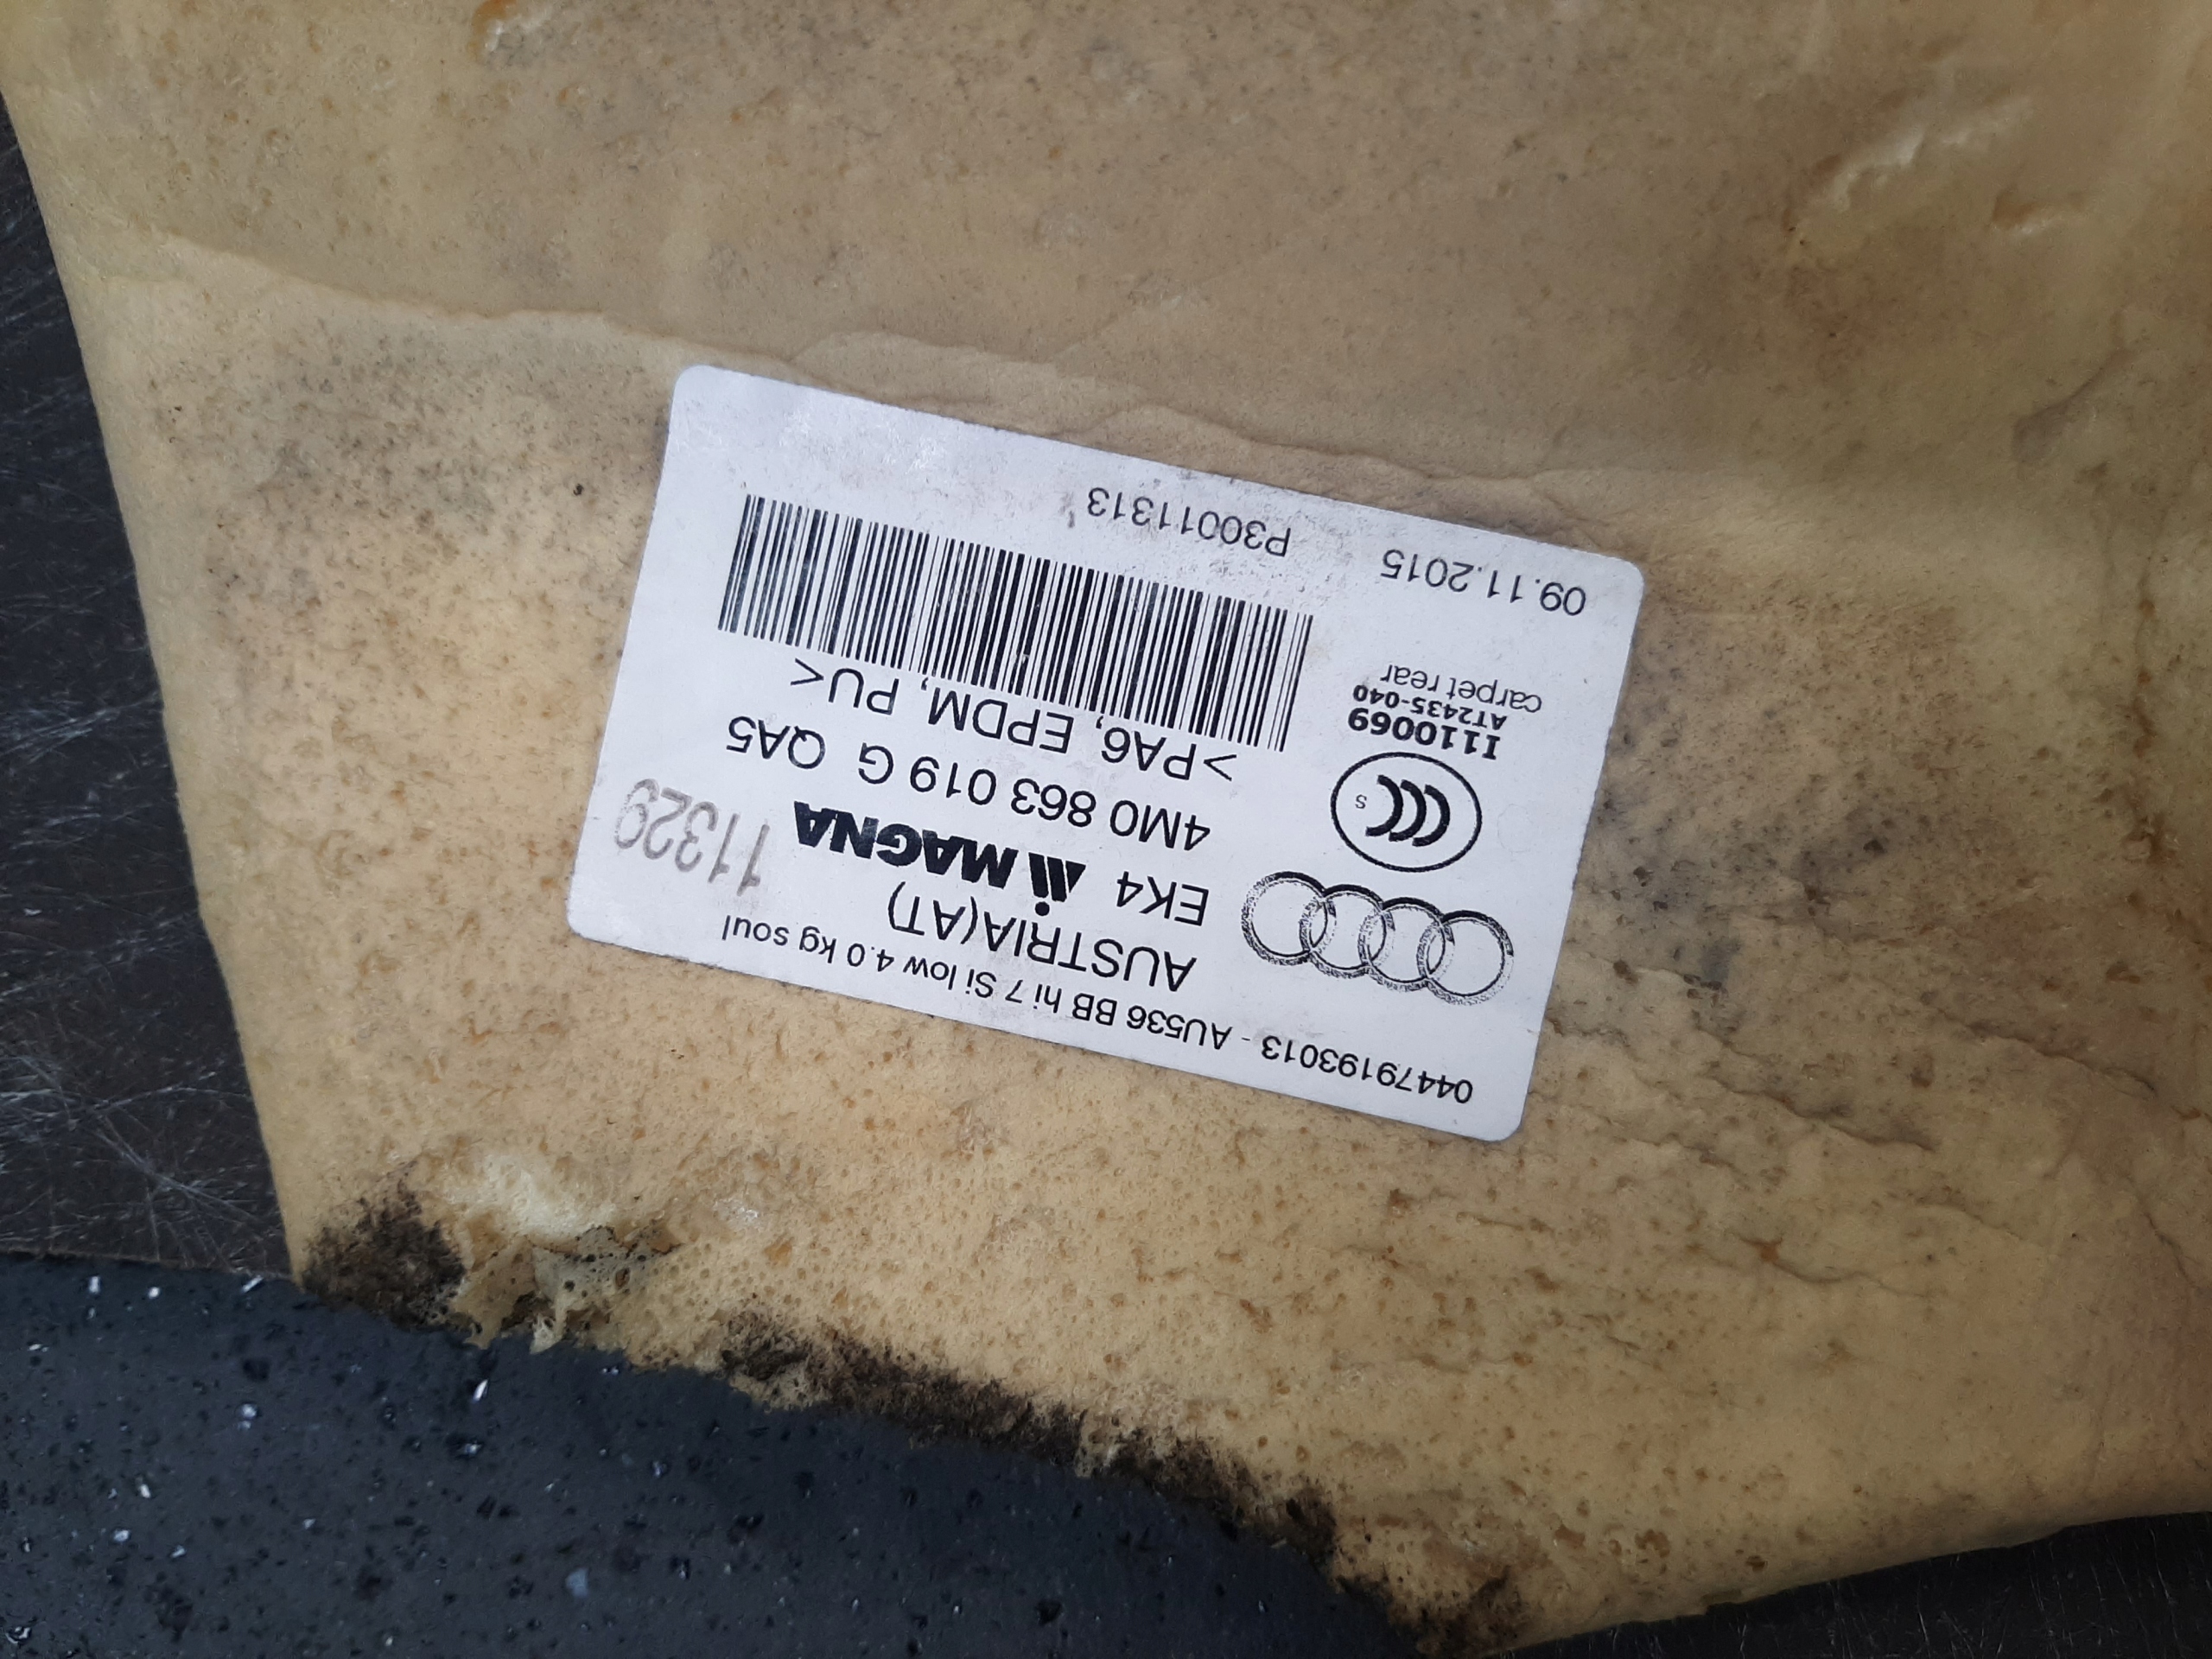 04479193013 - AU536 BB hi 7 Si low 4.0 kg soul
AUSTRIA(AT)
EK4 MAGNA
11329
4M0 863 019 G QA5
>PA6, EPDM, PU<
CCC S
I110069
AT2435-040
carpet rear
09.11.2015 P30011313